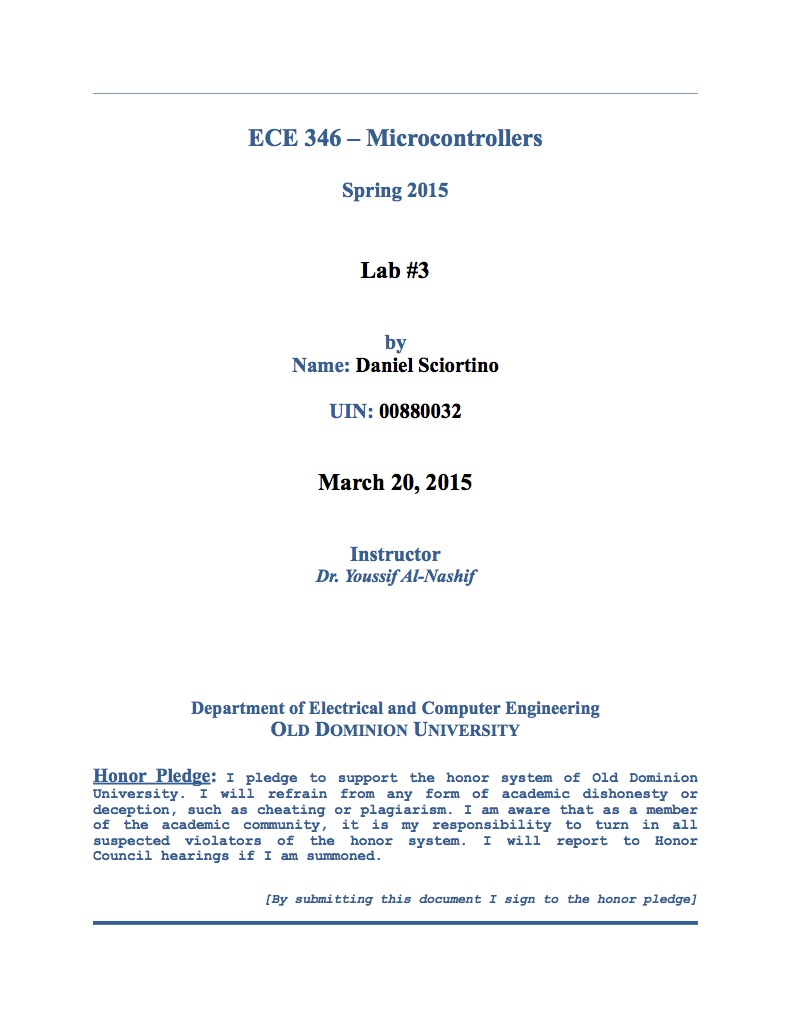 ECE 346 – Microcontrollers
Spring 2015
Lab #3
by
Name: Daniel Sciortino
UIN: 00880032
March 20, 2015
Instructor
Dr. Youssif Al-Nashif
Department of Electrical and Computer Engineering
OLD DOMINION UNIVERSITY
Honor Pledge: I pledge to support the honor system of Old Dominion
University. I will refrain from any form of academic dishonesty or
deception, such as cheating or plagiarism. I am aware that as a member
of the academic community, it is my responsibility to turn in all
suspected violators of the honor system. I will report to Honor
Council hearings if I am summoned.
[By submitting this document I sign to the honor pledge]